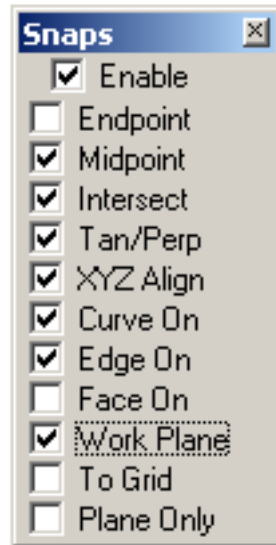 Snaps
Enable
Endpoint
Midpoint
Intersect
Tan/Perp
XYZ Align
Curve On
Edge On
Face On
Work Plane
To Grid
Plane Only